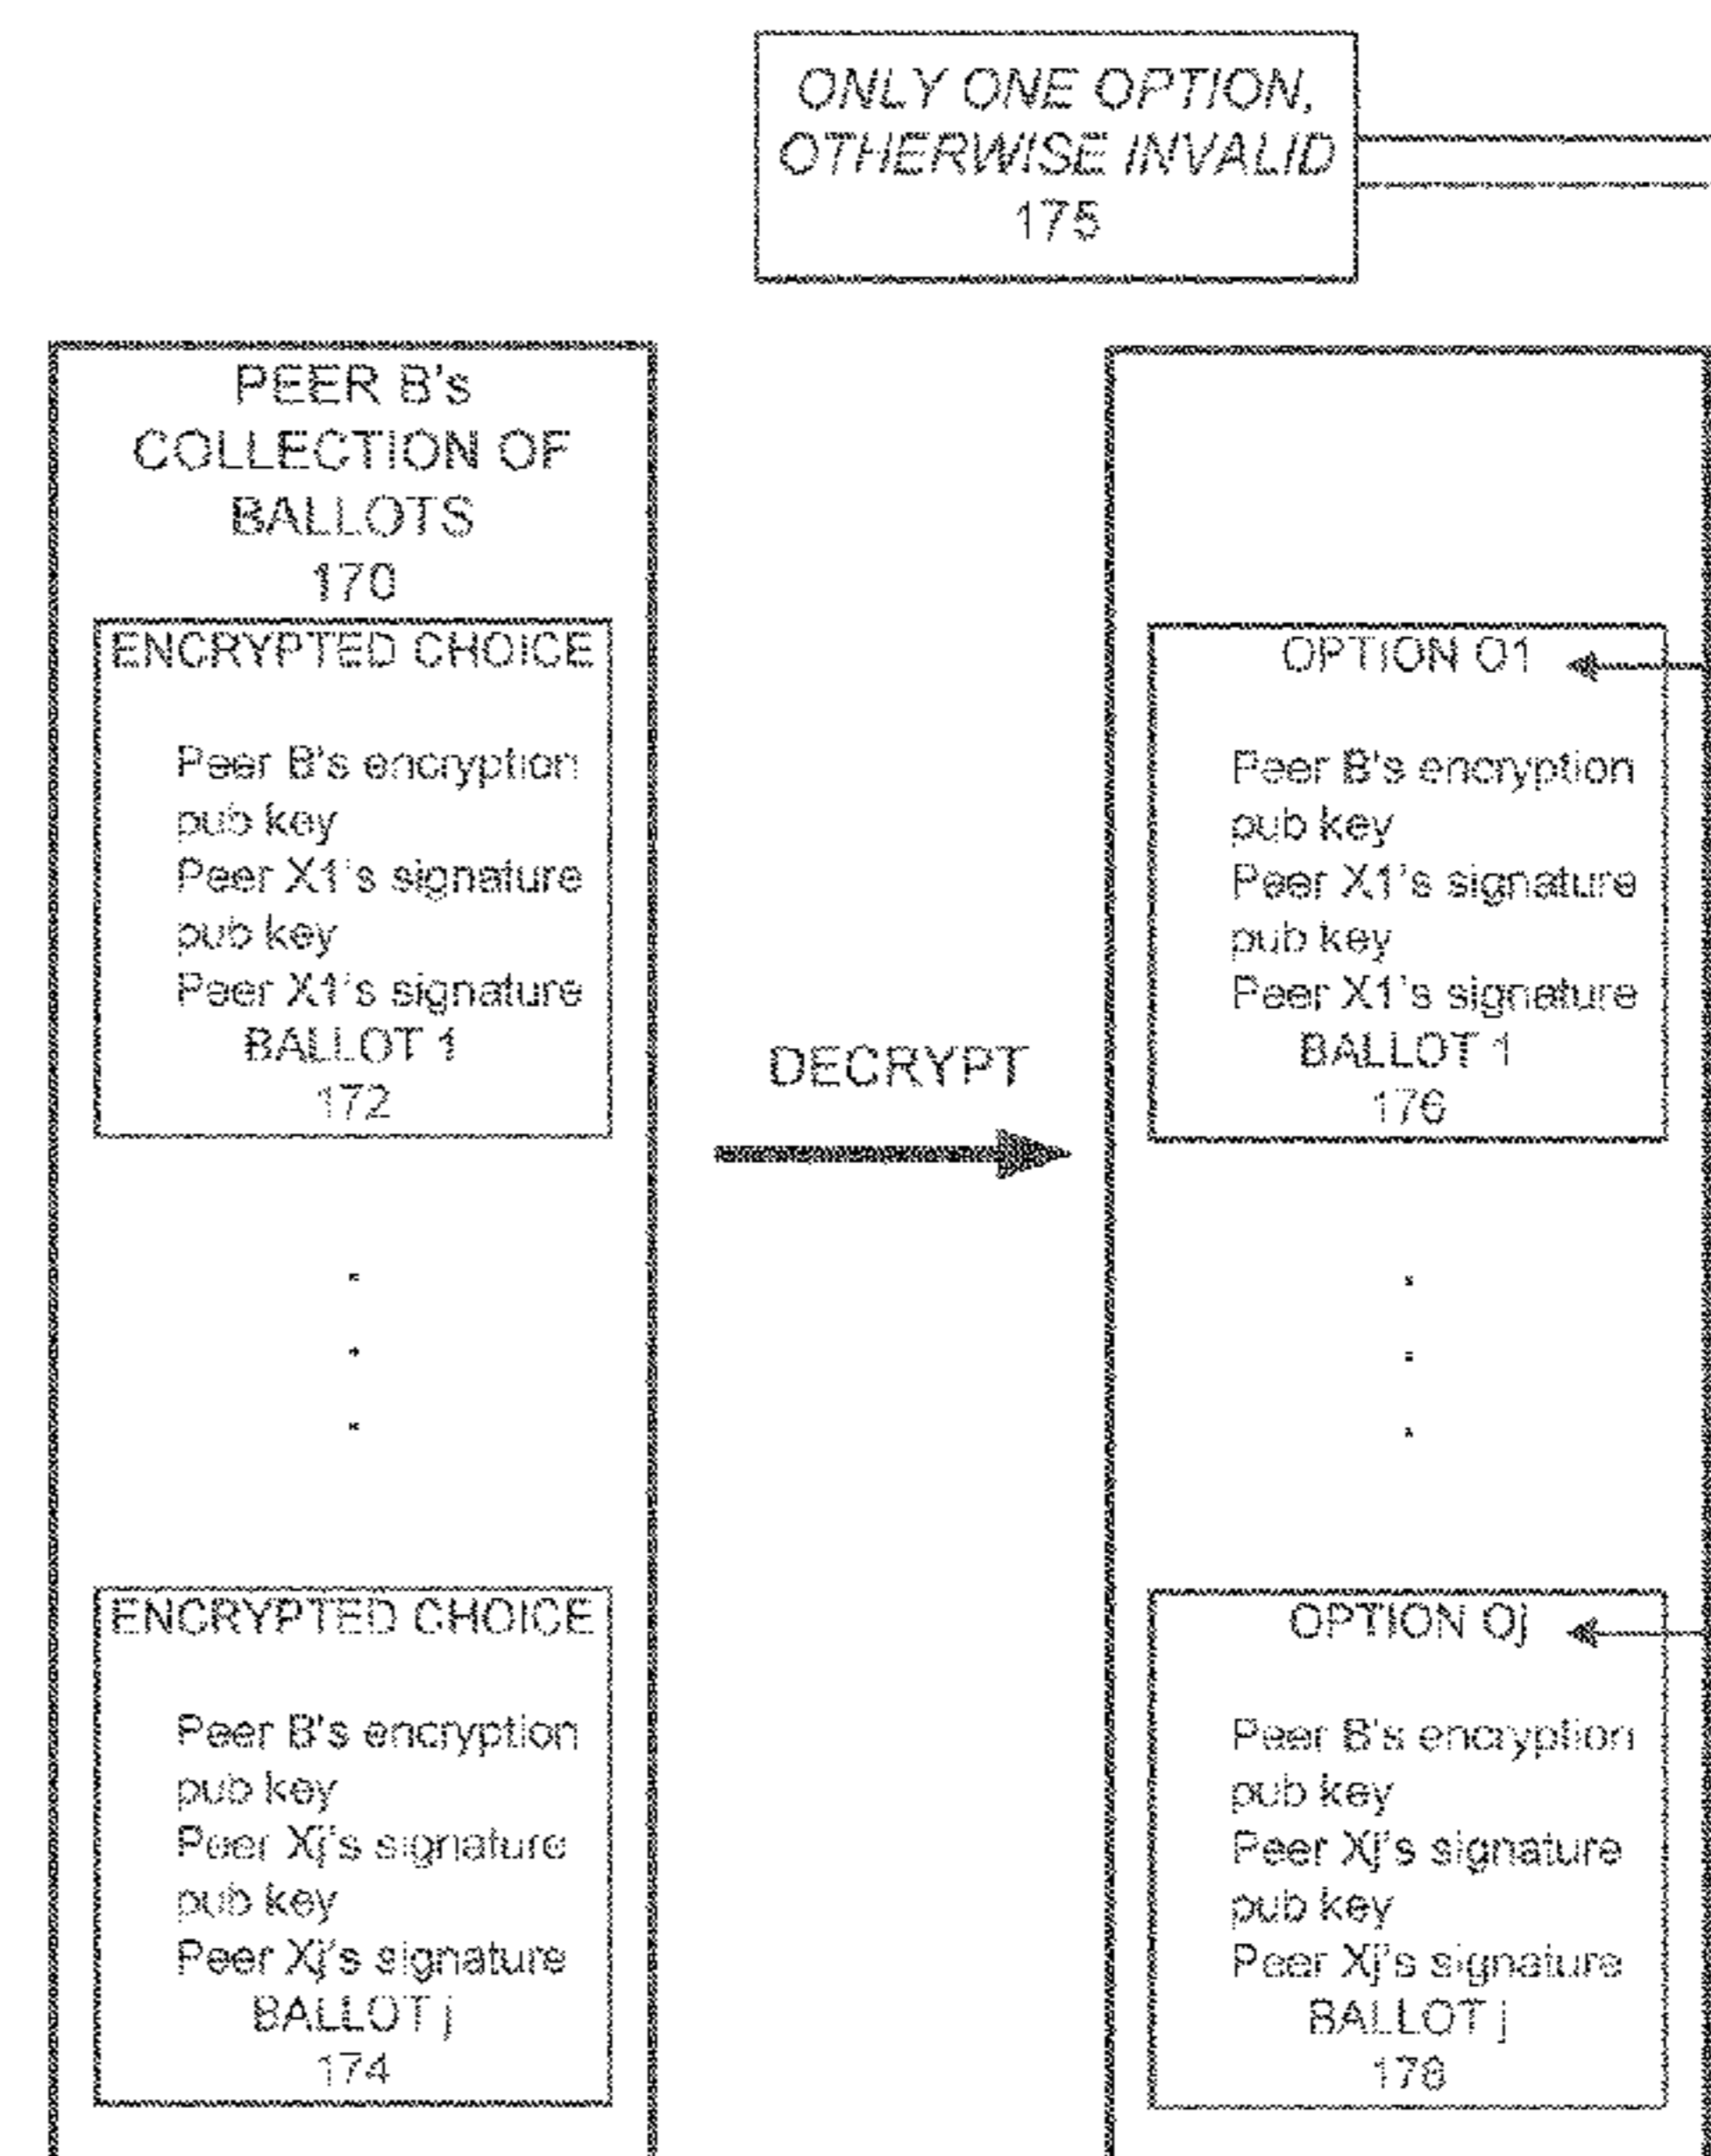 ONLY ONE OPTION,
OTHERWISE INVALID
175
PEER B's
COLLECTION OF
BALLOTS
170
ENCRYPTED CHOICE
Peer B's encryption
pub key
Peer X1's signature
pub key
Peer X1's signature
BALLOT 1
172
ENCRYPTED CHOICE
Peer B's encryption
pub key
Peer Xj's signature
pub key
Peer Xj's signature
BALLOT j
174
DECRYPT
OPTION O1
Peer B's encryption
pub key
Peer X1's signature
pub key
Peer X1's signature
BALLOT 1
176
OPTION Oj
Peer B's encryption
pub key
Peer Xj's signature
pub key
Peer Xj's signature
BALLOT j
178